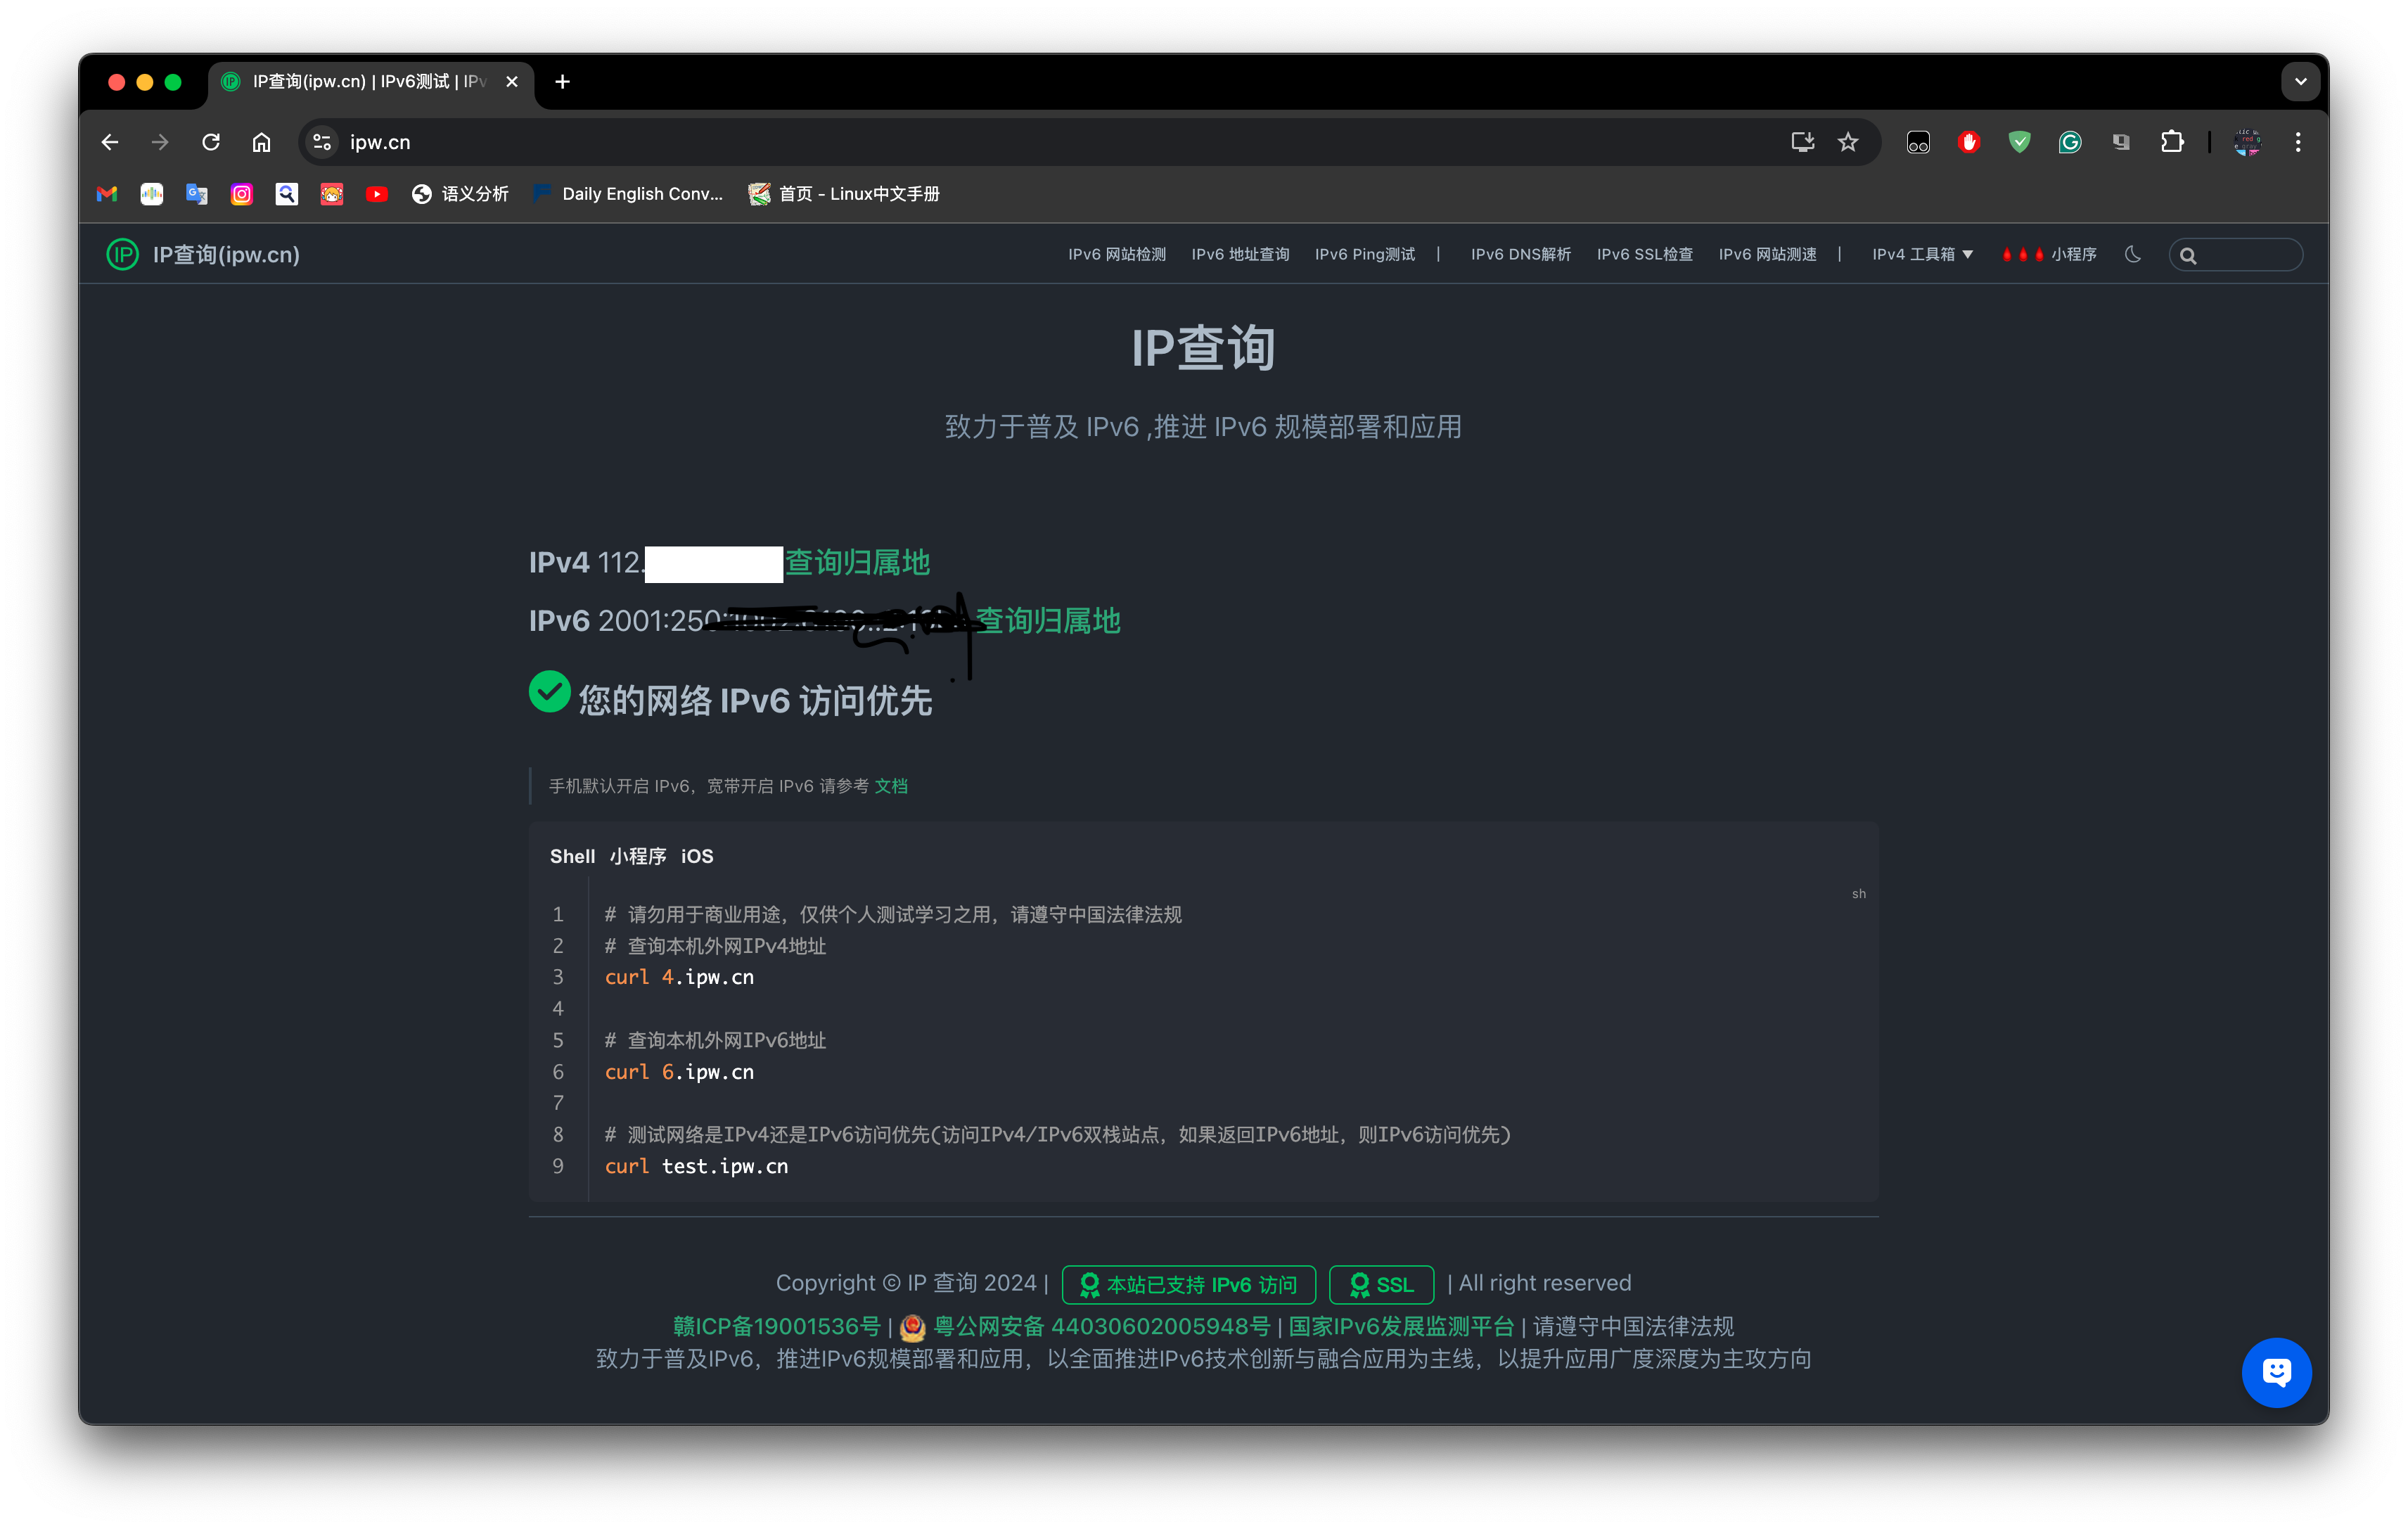 IP查询(ipw.cn) | IPv6测试 | IPv
ipw.cn
语义分析 Daily English Conv... 首页 - Linux中文手册
IP查询(ipw.cn) IPv6 网站检测 IPv6 地址查询 IPv6 Ping测试 | IPv6 DNS解析 IPv6 SSL检查 IPv6 网站测速 | IPv4 工具箱 小程序
IP查询
致力于普及 IPv6 ,推进 IPv6 规模部署和应用
IPv4 112. 查询归属地
IPv6 2001:250: 查询归属地
您的网络 IPv6 访问优先
手机默认开启 IPv6，宽带开启 IPv6 请参考 文档
Shell 小程序 iOS
sh
1 # 请勿用于商业用途，仅供个人测试学习之用，请遵守中国法律法规
2 # 查询本机外网IPv4地址
3 curl 4.ipw.cn
4
5 # 查询本机外网IPv6地址
6 curl 6.ipw.cn
7
8 # 测试网络是IPv4还是IPv6访问优先(访问IPv4/IPv6双栈站点，如果返回IPv6地址，则IPv6访问优先)
9 curl test.ipw.cn
Copyright © IP 查询 2024 | 本站已支持 IPv6 访问 SSL | All right reserved
赣ICP备19001536号 | 粤公网安备 44030602005948号 | 国家IPv6发展监测平台 | 请遵守中国法律法规
致力于普及IPv6，推进IPv6规模部署和应用，以全面推进IPv6技术创新与融合应用为主线，以提升应用广度深度为主攻方向